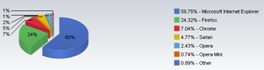 1%
1%
2%
5%
7%
24%
60%
59.75% - Microsoft Internet Explorer
24.32% - Firefox
7.04% - Chrome
4.77% - Safari
2.43% - Opera
0.74% - Opera Mini
0.89% - Other